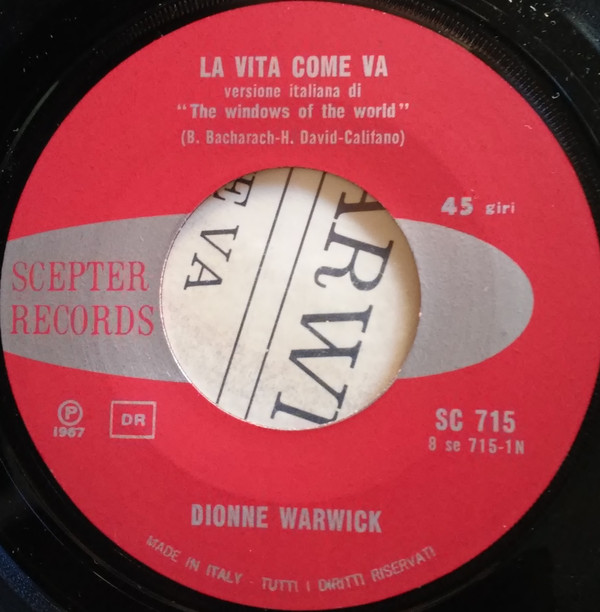 LA VITA COME VA
versione italiana di
"The windows of the world"
(B. Bacharach-H. David-Califano)
45 giri
SCEPTER
RECORDS
E VA
ARWI
℗
1967
DR
SC 715
8 se 715-1N
DIONNE WARWICK
MADE IN ITALY - TUTTI I DIRITTI RISERVATI